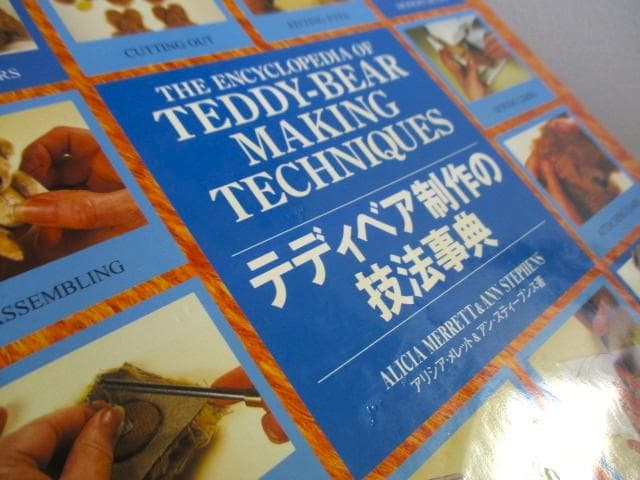 CUTTING OUT
THE ENCYCLOPEDIA OF
TEDDY-BEAR
MAKING
TECHNIQUES
テディベア制作の
技法事典
ALICIA MERRETT & ANN STEPHENS
アリシア・メレット&アン・スティーブンス著
ASSEMBLING